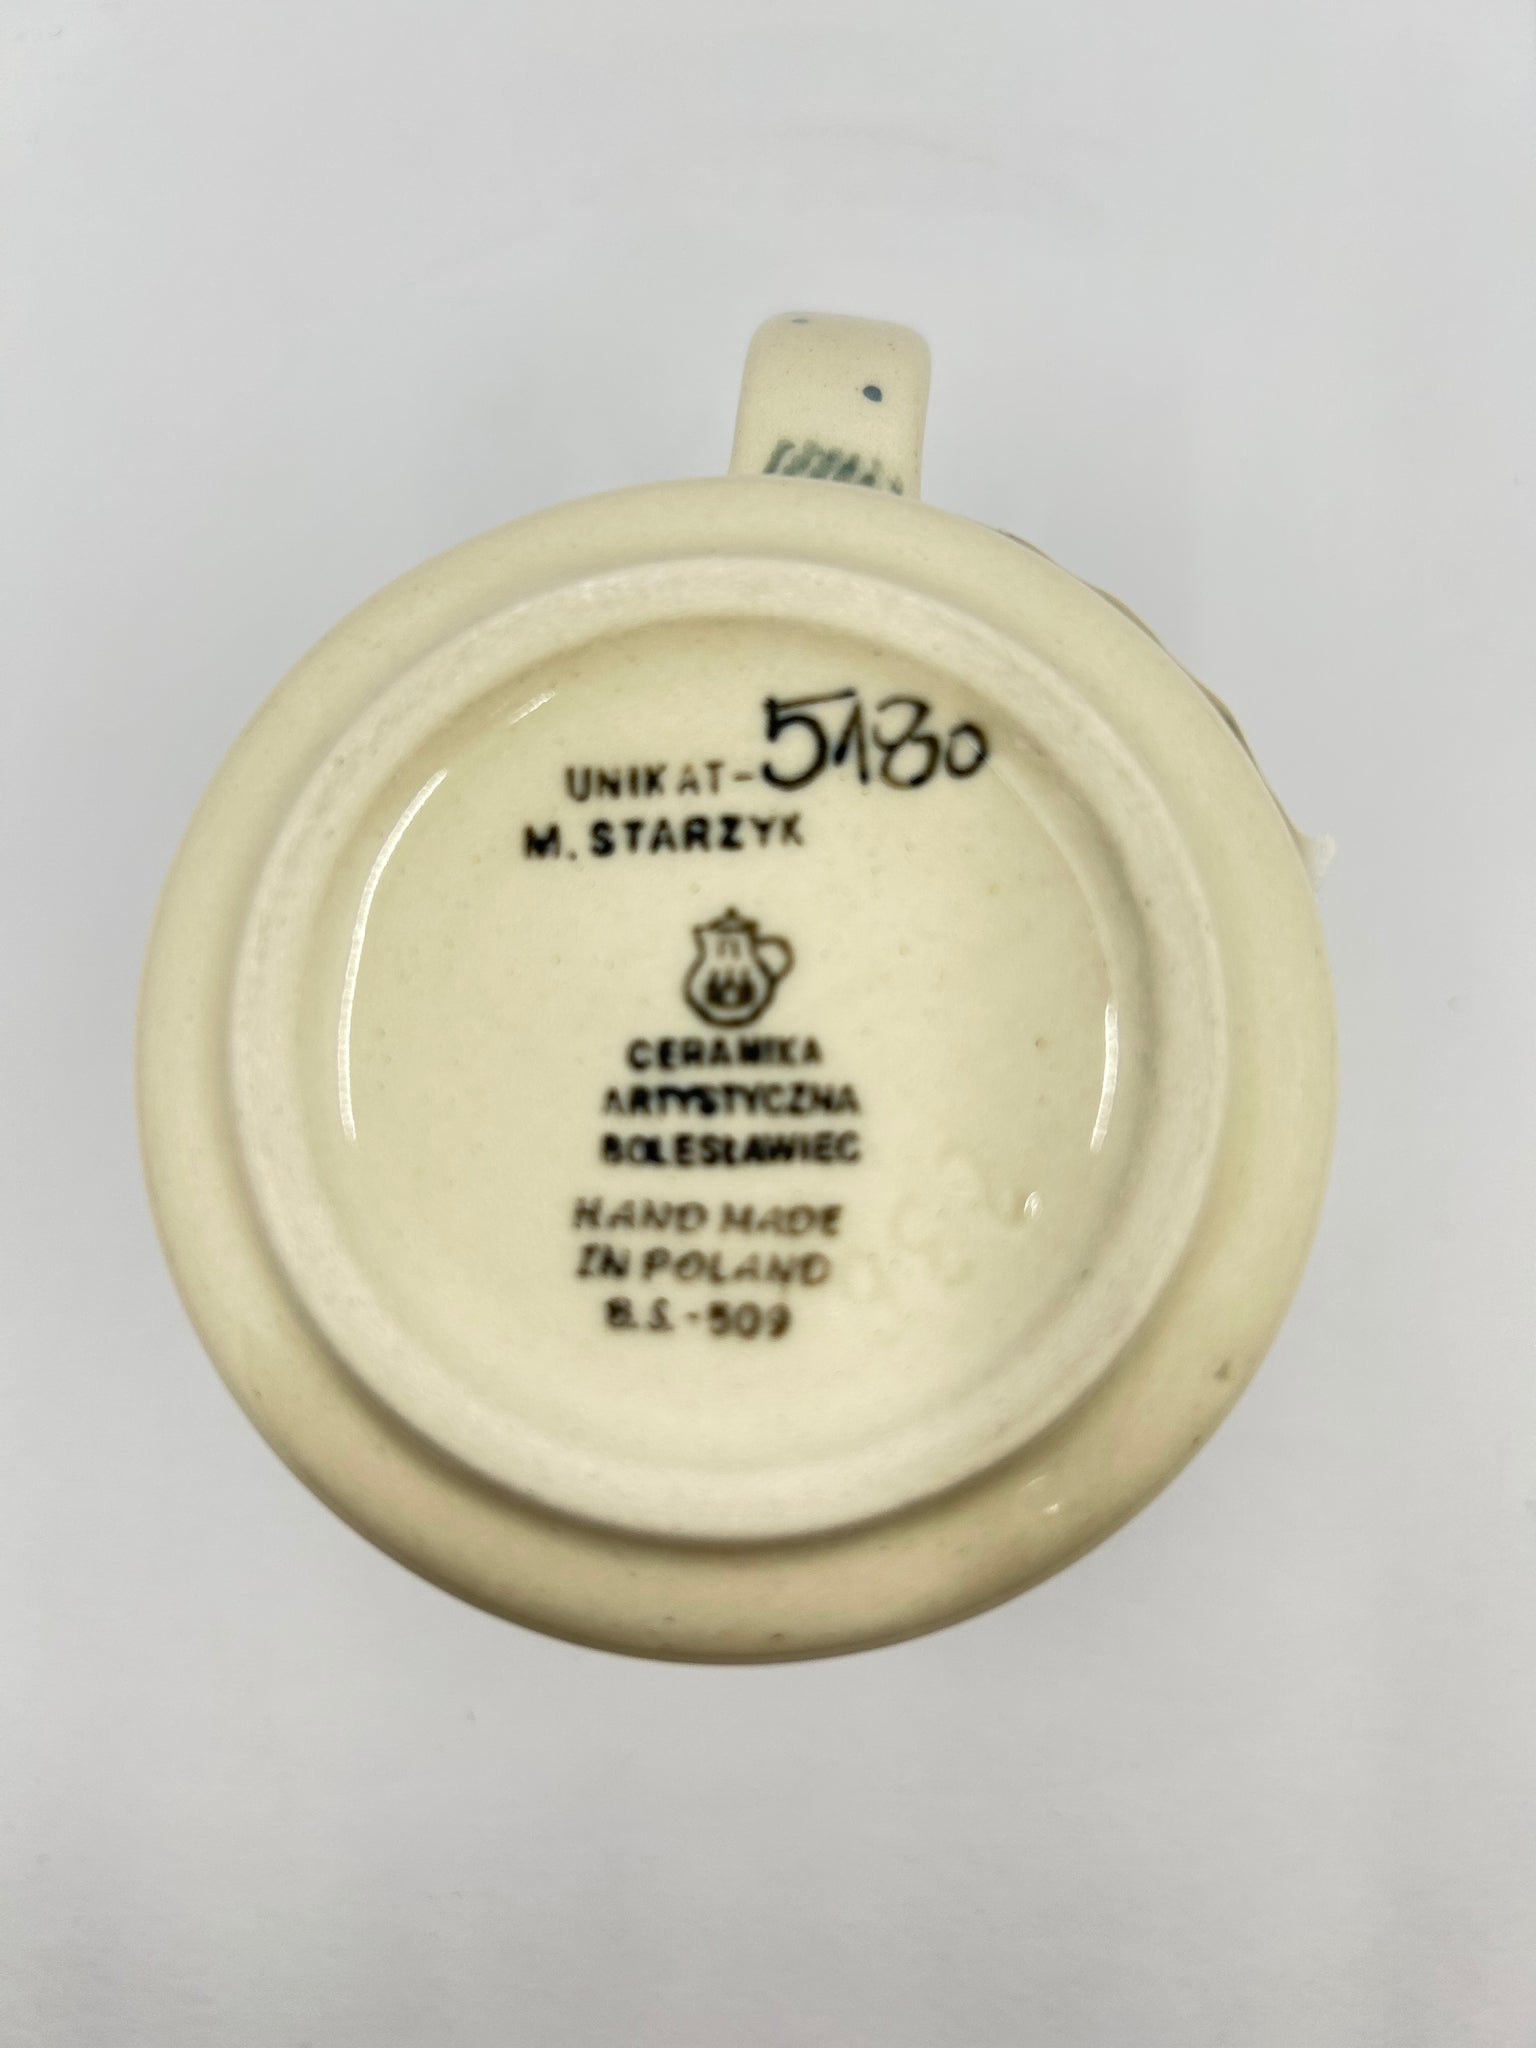 UNIKAT-5180
M. STARZYK
CERAMIKA
ARTYSTYCZNA
BOLESŁAWIEC
HAND MADE
IN POLAND
B.S.-509